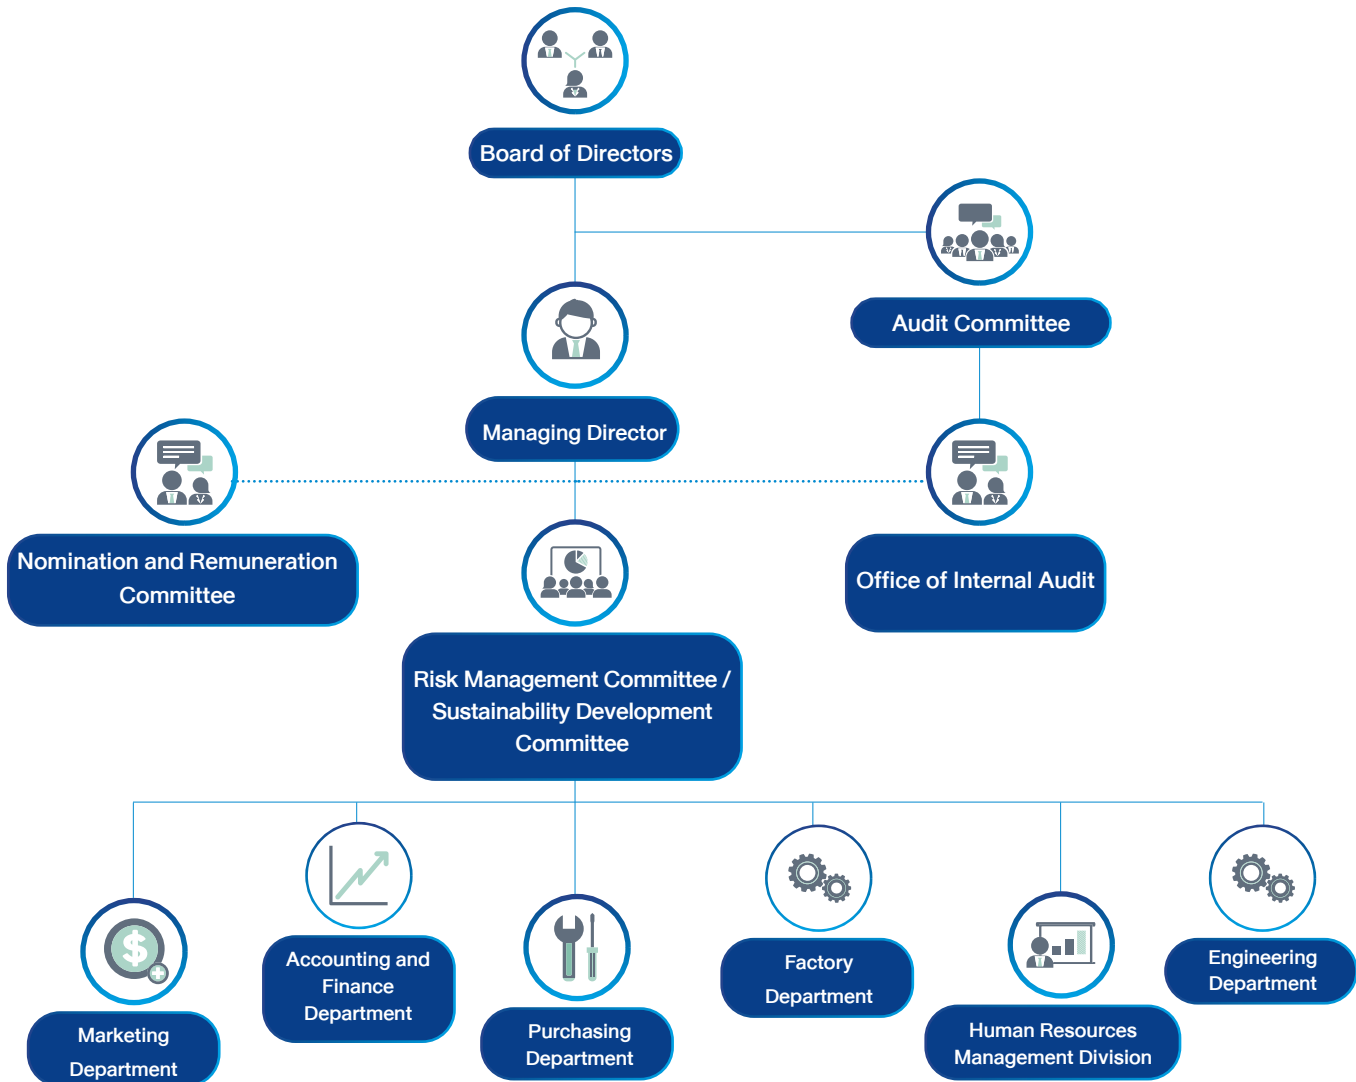 Board of Directors
Audit Committee
Managing Director
Nomination and Remuneration
Committee
Office of Internal Audit
Risk Management Committee /
Sustainability Development
Committee
Marketing
Department
Accounting and
Finance
Department
Purchasing
Department
Factory
Department
Human Resources
Management Division
Engineering
Department